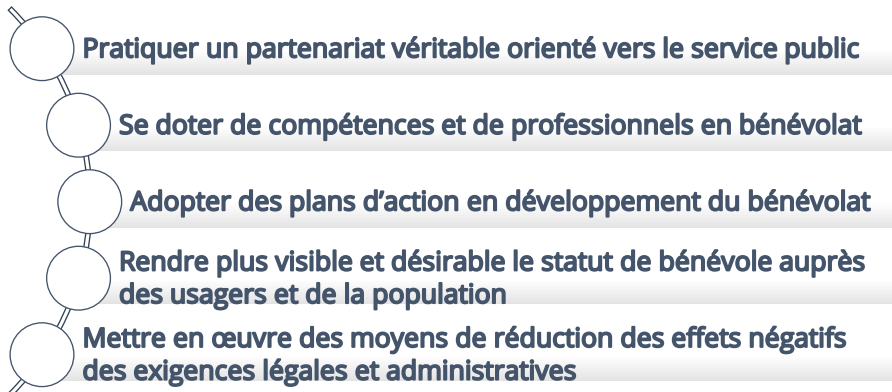 Pratiquer un partenariat véritable orienté vers le service public
Se doter de compétences et de professionnels en bénévolat
Adopter des plans d’action en développement du bénévolat
Rendre plus visible et désirable le statut de bénévole auprès
des usagers et de la population
Mettre en œuvre des moyens de réduction des effets négatifs
des exigences légales et administratives